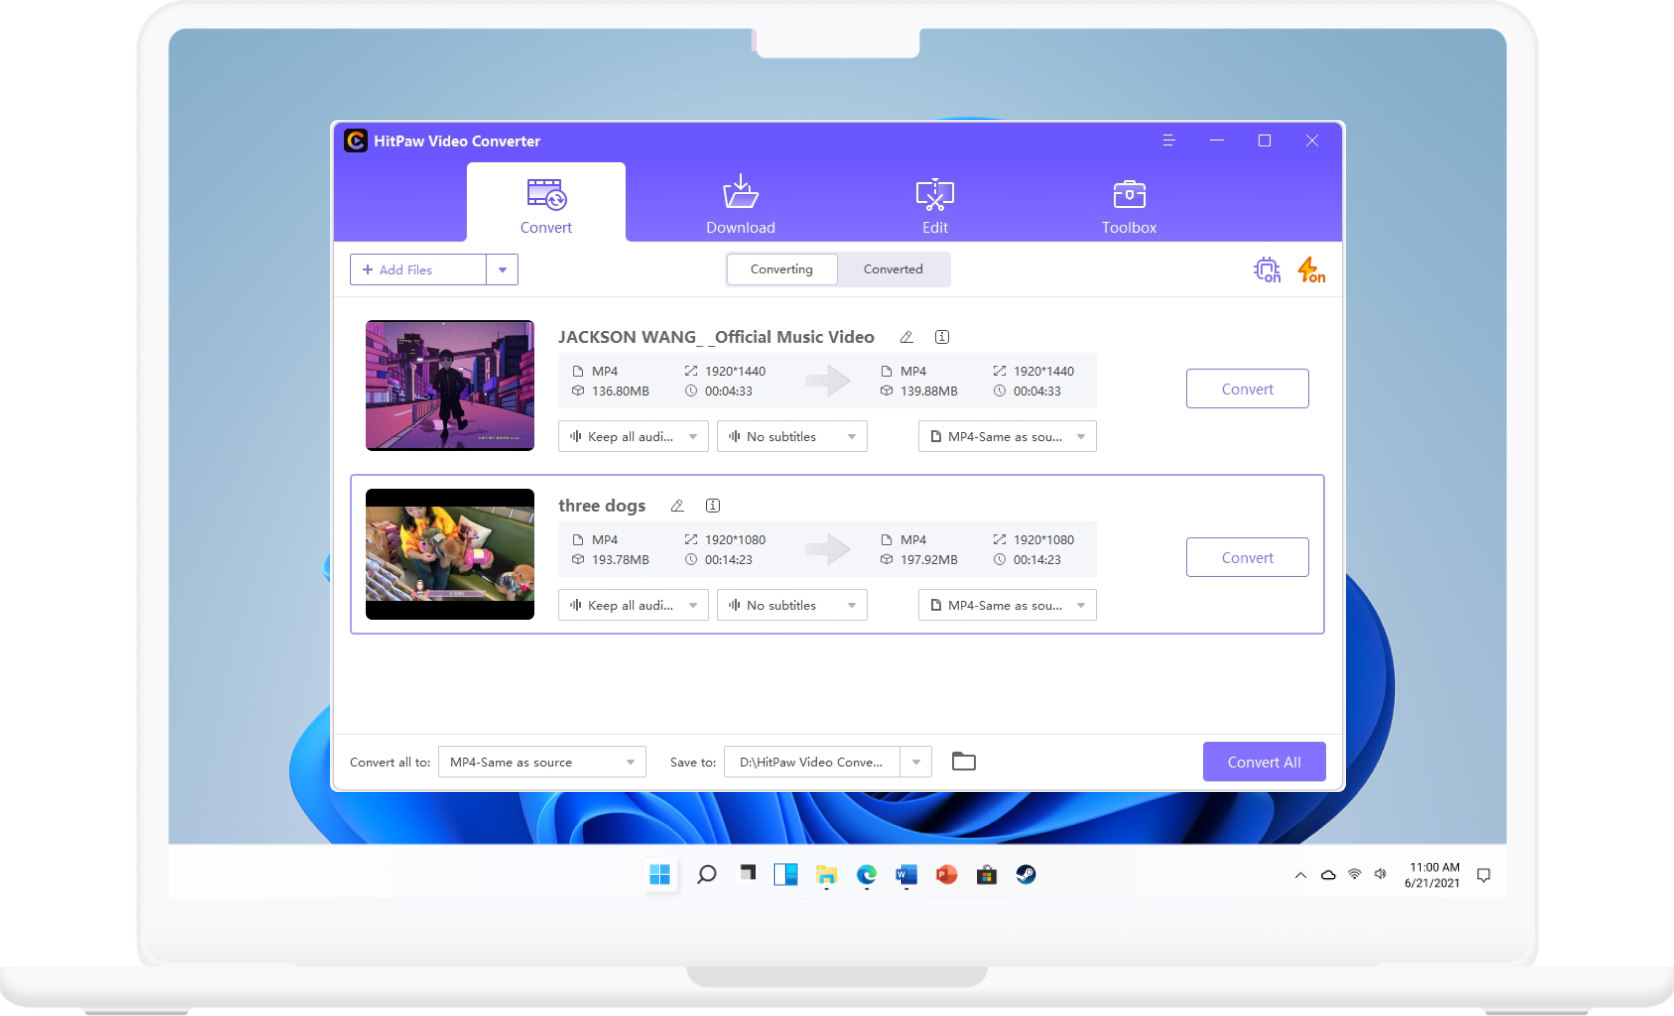 HitPaw Video Converter
Convert
Download
Edit
Toolbox
+ Add Files
Converting
Converted
on
on
JACKSON WANG_ _Official Music Video
MP4
1920*1440
MP4
1920*1440
136.80MB
00:04:33
139.88MB
00:04:33
Convert
Keep all audi...
No subtitles
MP4-Same as sou...
three dogs
MP4
1920*1080
MP4
1920*1080
193.78MB
00:14:23
197.92MB
00:14:23
Convert
Keep all audi...
No subtitles
MP4-Same as sou...
Convert all to:
MP4-Same as source
Save to:
D:\HitPaw Video Conve...
Convert All
11:00 AM
6/21/2021